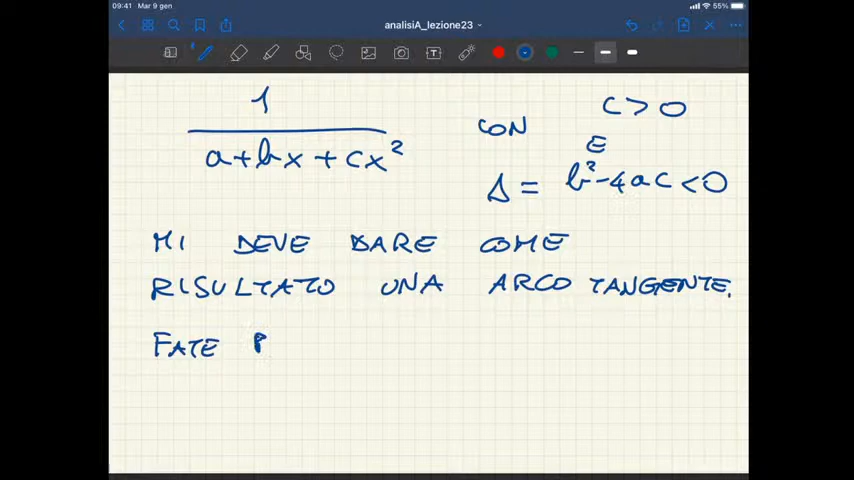 09:41 Mar 9 gen
55%
analisiA_lezione23
1
a+bx+cx²
CON
c>0
E
Δ= b²-4ac<0
MI DEVE DARE COME
RISULTATO UNA ARCO TANGENTE.
FATE